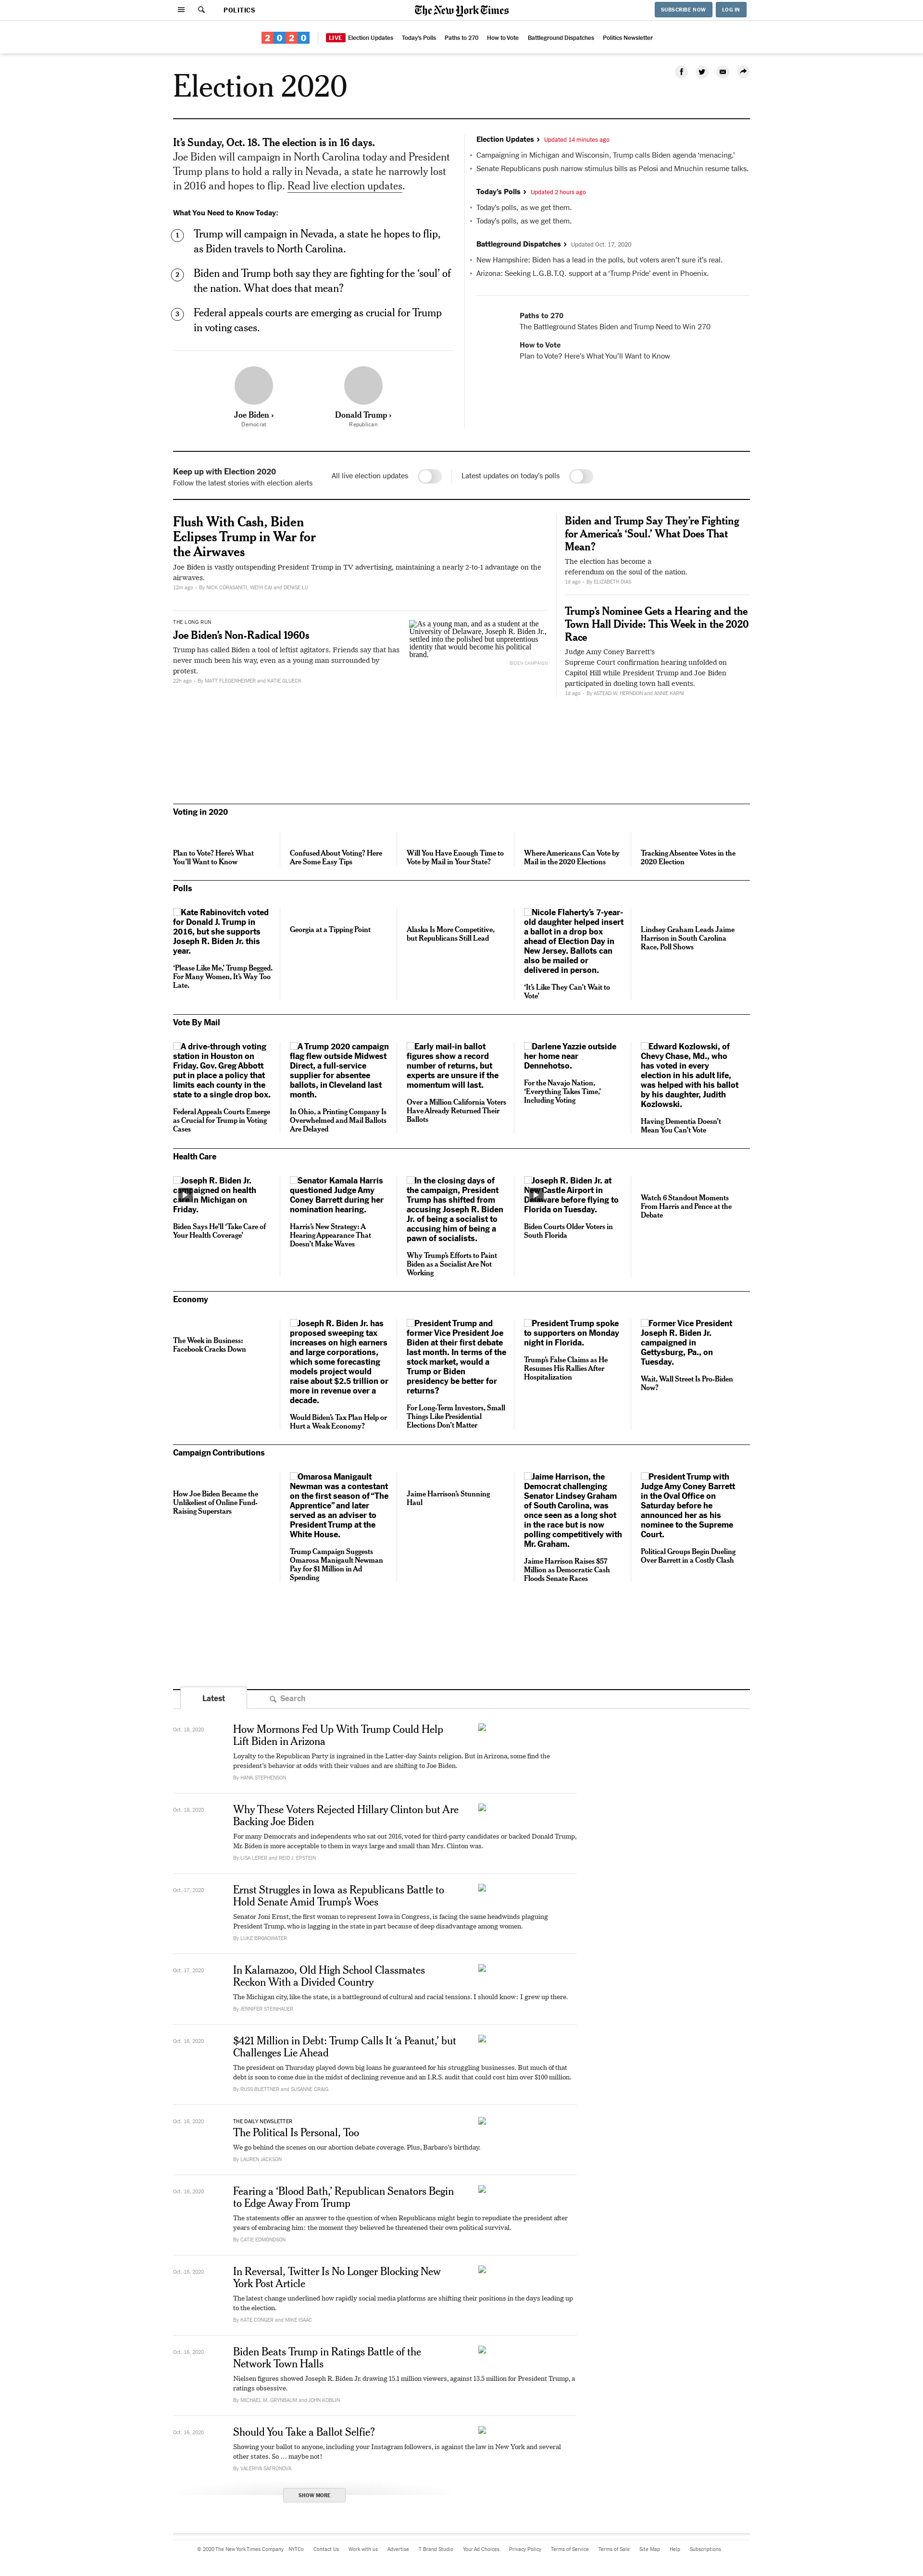 POLITICS
The New York Times
SUBSCRIBE NOW
LOG IN
2020
LIVE Election Updates Today's Polls Paths to 270 How to Vote Battleground Dispatches Politics Newsletter
Election 2020
It's Sunday, Oct. 18. The election is in 16 days.
Joe Biden will campaign in North Carolina today and President
Trump plans to hold a rally in Nevada, a state he narrowly lost
in 2016 and hopes to flip. Read live election updates.
What You Need to Know Today:
1
Trump will campaign in Nevada, a state he hopes to flip,
as Biden travels to North Carolina.
2
Biden and Trump both say they are fighting for the 'soul' of
the nation. What does that mean?
3
Federal appeals courts are emerging as crucial for Trump
in voting cases.
Joe Biden ›
Democrat
Donald Trump ›
Republican
Election Updates › Updated 14 minutes ago
• Campaigning in Michigan and Wisconsin, Trump calls Biden agenda 'menacing.'
• Senate Republicans push narrow stimulus bills as Pelosi and Mnuchin resume talks.
Today's Polls › Updated 2 hours ago
• Today's polls, as we get them.
• Today's polls, as we get them.
Battleground Dispatches › Updated Oct. 17, 2020
• New Hampshire: Biden has a lead in the polls, but voters aren't sure it's real.
• Arizona: Seeking L.G.B.T.Q. support at a 'Trump Pride' event in Phoenix.
Paths to 270
The Battleground States Biden and Trump Need to Win 270
How to Vote
Plan to Vote? Here's What You'll Want to Know
Keep up with Election 2020
Follow the latest stories with election alerts
All live election updates
Latest updates on today's polls
Flush With Cash, Biden
Eclipses Trump in War for
the Airwaves
Joe Biden is vastly outspending President Trump in TV advertising, maintaining a nearly 2-to-1 advantage on the
airwaves.
12m ago - By NICK CORASANITI, WEIYI CAI and DENISE LU
THE LONG RUN
Joe Biden's Non-Radical 1960s
Trump has called Biden a tool of leftist agitators. Friends say that has
never much been his way, even as a young man surrounded by
protest.
22h ago - By MATT FLEGENHEIMER and KATIE GLUECK
As a young man, and as a student at the
University of Delaware, Joseph R. Biden Jr.,
settled into the polished but unpretentious
identity that would become his political
brand.
BIDEN CAMPAIGN
Biden and Trump Say They're Fighting
for America's 'Soul.' What Does That
Mean?
The election has become a
referendum on the soul of the nation.
1d ago - By ELIZABETH DIAS
Trump's Nominee Gets a Hearing and the
Town Hall Divide: This Week in the 2020
Race
Judge Amy Coney Barrett's
Supreme Court confirmation hearing unfolded on
Capitol Hill while President Trump and Joe Biden
participated in dueling town hall events.
1d ago - By ASTEAD W. HERNDON and ANNIE KARNI
Voting in 2020
Plan to Vote? Here's What
You'll Want to Know
Confused About Voting? Here
Are Some Easy Tips
Will You Have Enough Time to
Vote by Mail in Your State?
Where Americans Can Vote by
Mail in the 2020 Elections
Tracking Absentee Votes in the
2020 Election
Polls
Kate Rabinovitch voted
for Donald J. Trump in
2016, but she supports
Joseph R. Biden Jr. this
year.
'Please Like Me,' Trump Begged.
For Many Women, It's Way Too
Late.
Georgia at a Tipping Point
Alaska Is More Competitive,
but Republicans Still Lead
Nicole Flaherty's 7-year-
old daughter helped insert
a ballot in a drop box
ahead of Election Day in
New Jersey. Ballots can
also be mailed or
delivered in person.
'It's Like They Can't Wait to
Vote'
Lindsey Graham Leads Jaime
Harrison in South Carolina
Race, Poll Shows
Vote By Mail
A drive-through voting
station in Houston on
Friday. Gov. Greg Abbott
put in place a policy that
limits each county in the
state to a single drop box.
Federal Appeals Courts Emerge
as Crucial for Trump in Voting
Cases
A Trump 2020 campaign
flag flew outside Midwest
Direct, a full-service
supplier for absentee
ballots, in Cleveland last
month.
In Ohio, a Printing Company Is
Overwhelmed and Mail Ballots
Are Delayed
Early mail-in ballot
figures show a record
number of returns, but
experts are unsure if the
momentum will last.
Over a Million California Voters
Have Already Returned Their
Ballots
Darlene Yazzie outside
her home near
Dennehotso.
For the Navajo Nation,
'Everything Takes Time,'
Including Voting
Edward Kozlowski, of
Chevy Chase, Md., who
has voted in every
election in his adult life,
was helped with his ballot
by his daughter, Judith
Kozlowski.
Having Dementia Doesn't
Mean You Can't Vote
Health Care
Joseph R. Biden Jr.
campaigned on health
care in Michigan on
Friday.
Biden Says He'll 'Take Care of
Your Health Coverage'
Senator Kamala Harris
questioned Judge Amy
Coney Barrett during her
nomination hearing.
Harris's New Strategy: A
Hearing Appearance That
Doesn't Make Waves
In the closing days of
the campaign, President
Trump has shifted from
accusing Joseph R. Biden
Jr. of being a socialist to
accusing him of being a
pawn of socialists.
Why Trump's Efforts to Paint
Biden as a Socialist Are Not
Working
Joseph R. Biden Jr. at
New Castle Airport in
Delaware before flying to
Florida on Tuesday.
Biden Courts Older Voters in
South Florida
Watch 6 Standout Moments
From Harris and Pence at the
Debate
Economy
The Week in Business:
Facebook Cracks Down
Joseph R. Biden Jr. has
proposed sweeping tax
increases on high earners
and large corporations,
which some forecasting
models project would
raise about $2.5 trillion or
more in revenue over a
decade.
Would Biden's Tax Plan Help or
Hurt a Weak Economy?
President Trump and
former Vice President Joe
Biden at their first debate
last month. In terms of the
stock market, would a
Trump or Biden
presidency be better for
returns?
For Long-Term Investors, Small
Things Like Presidential
Elections Don't Matter
President Trump spoke
to supporters on Monday
night in Florida.
Trump's False Claims as He
Resumes His Rallies After
Hospitalization
Former Vice President
Joseph R. Biden Jr.
campaigned in
Gettysburg, Pa., on
Tuesday.
Wait, Wall Street Is Pro-Biden
Now?
Campaign Contributions
How Joe Biden Became the
Unlikeliest of Online Fund-
Raising Superstars
Omarosa Manigault
Newman was a contestant
on the first season of "The
Apprentice" and later
served as an adviser to
President Trump at the
White House.
Trump Campaign Suggests
Omarosa Manigault Newman
Pay for $1 Million in Ad
Spending
Jaime Harrison's Stunning
Haul
Jaime Harrison, the
Democrat challenging
Senator Lindsey Graham
of South Carolina, was
once seen as a long shot
in the race but is now
polling competitively with
Mr. Graham.
Jaime Harrison Raises $57
Million as Democratic Cash
Floods Senate Races
President Trump with
Judge Amy Coney Barrett
in the Oval Office on
Saturday before he
announced her as his
nominee to the Supreme
Court.
Political Groups Begin Dueling
Over Barrett in a Costly Clash
Latest
Search
Oct. 18, 2020
How Mormons Fed Up With Trump Could Help
Lift Biden in Arizona
Loyalty to the Republican Party is ingrained in the Latter-day Saints religion. But in Arizona, some find the
president's behavior at odds with their values and are shifting to Joe Biden.
By HANK STEPHENSON
Oct. 18, 2020
Why These Voters Rejected Hillary Clinton but Are
Backing Joe Biden
For many Democrats and independents who sat out 2016, voted for third-party candidates or backed Donald Trump,
Mr. Biden is more acceptable to them in ways large and small than Mrs. Clinton was.
By LISA LERER and REID J. EPSTEIN
Oct. 17, 2020
Ernst Struggles in Iowa as Republicans Battle to
Hold Senate Amid Trump's Woes
Senator Joni Ernst, the first woman to represent Iowa in Congress, is facing the same headwinds plaguing
President Trump, who is lagging in the state in part because of deep disadvantage among women.
By LUKE BROADWATER
Oct. 17, 2020
In Kalamazoo, Old High School Classmates
Reckon With a Divided Country
The Michigan city, like the state, is a battleground of cultural and racial tensions. I should know: I grew up there.
By JENNIFER STEINHAUER
Oct. 16, 2020
$421 Million in Debt: Trump Calls It 'a Peanut,' but
Challenges Lie Ahead
The president on Thursday played down big loans he guaranteed for his struggling businesses. But much of that
debt is soon to come due in the midst of declining revenue and an I.R.S. audit that could cost him over $100 million.
By RUSS BUETTNER and SUSANNE CRAIG
Oct. 16, 2020
THE DAILY NEWSLETTER
The Political Is Personal, Too
We go behind the scenes on our abortion debate coverage. Plus, Barbaro's birthday.
By LAUREN JACKSON
Oct. 16, 2020
Fearing a 'Blood Bath,' Republican Senators Begin
to Edge Away From Trump
The statements offer an answer to the question of when Republicans might begin to repudiate the president after
years of embracing him: the moment they believed he threatened their own political survival.
By CATIE EDMONDSON
Oct. 16, 2020
In Reversal, Twitter Is No Longer Blocking New
York Post Article
The latest change underlined how rapidly social media platforms are shifting their positions in the days leading up
to the election.
By KATE CONGER and MIKE ISAAC
Oct. 16, 2020
Biden Beats Trump in Ratings Battle of the
Network Town Halls
Nielsen figures showed Joseph R. Biden Jr. drawing 15.1 million viewers, against 13.5 million for President Trump, a
ratings obsessive.
By MICHAEL M. GRYNBAUM and JOHN KOBLIN
Oct. 16, 2020
Should You Take a Ballot Selfie?
Showing your ballot to anyone, including your Instagram followers, is against the law in New York and several
other states. So … maybe not!
By VALERIYA SAFRONOVA
SHOW MORE
© 2020 The New York Times Company NYTCo Contact Us Work with us Advertise T Brand Studio Your Ad Choices Privacy Policy Terms of Service Terms of Sale Site Map Help Subscriptions